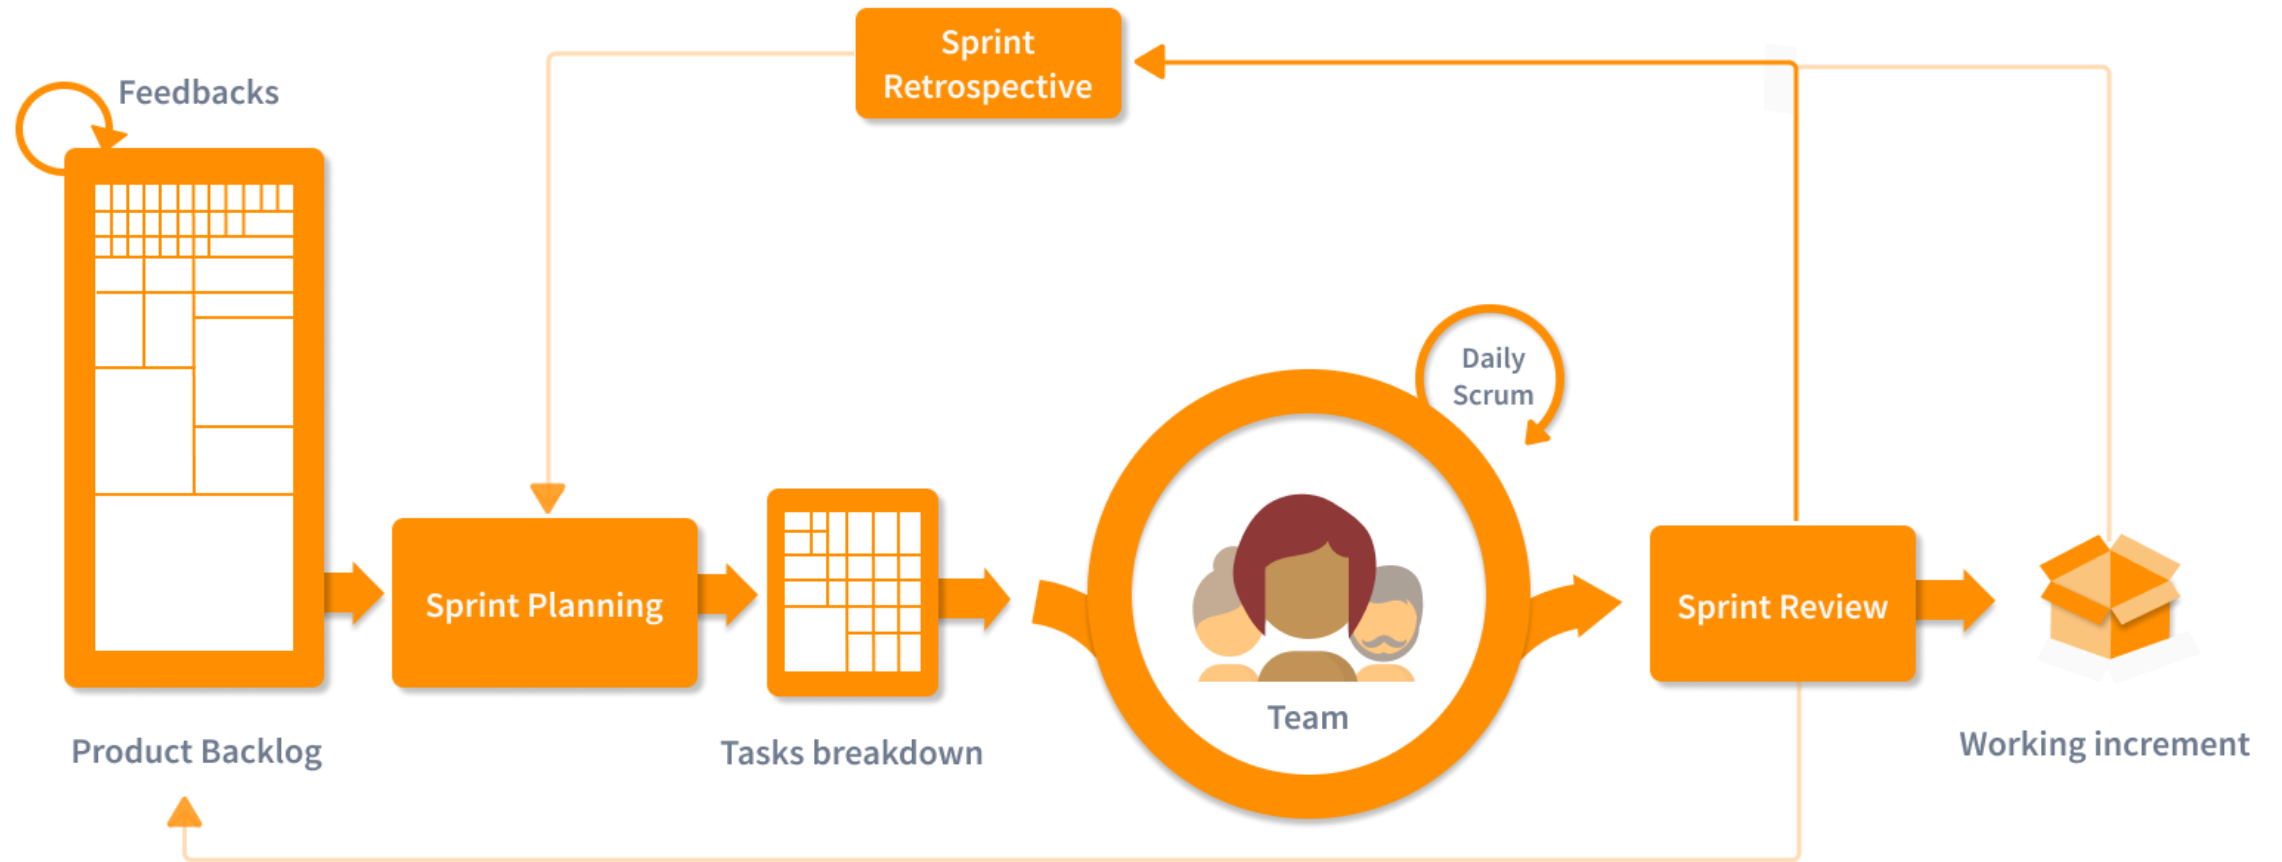 Sprint
Retrospective
Feedbacks
Daily
Scrum
Sprint Planning
Sprint Review
Team
Product Backlog
Tasks breakdown
Working increment